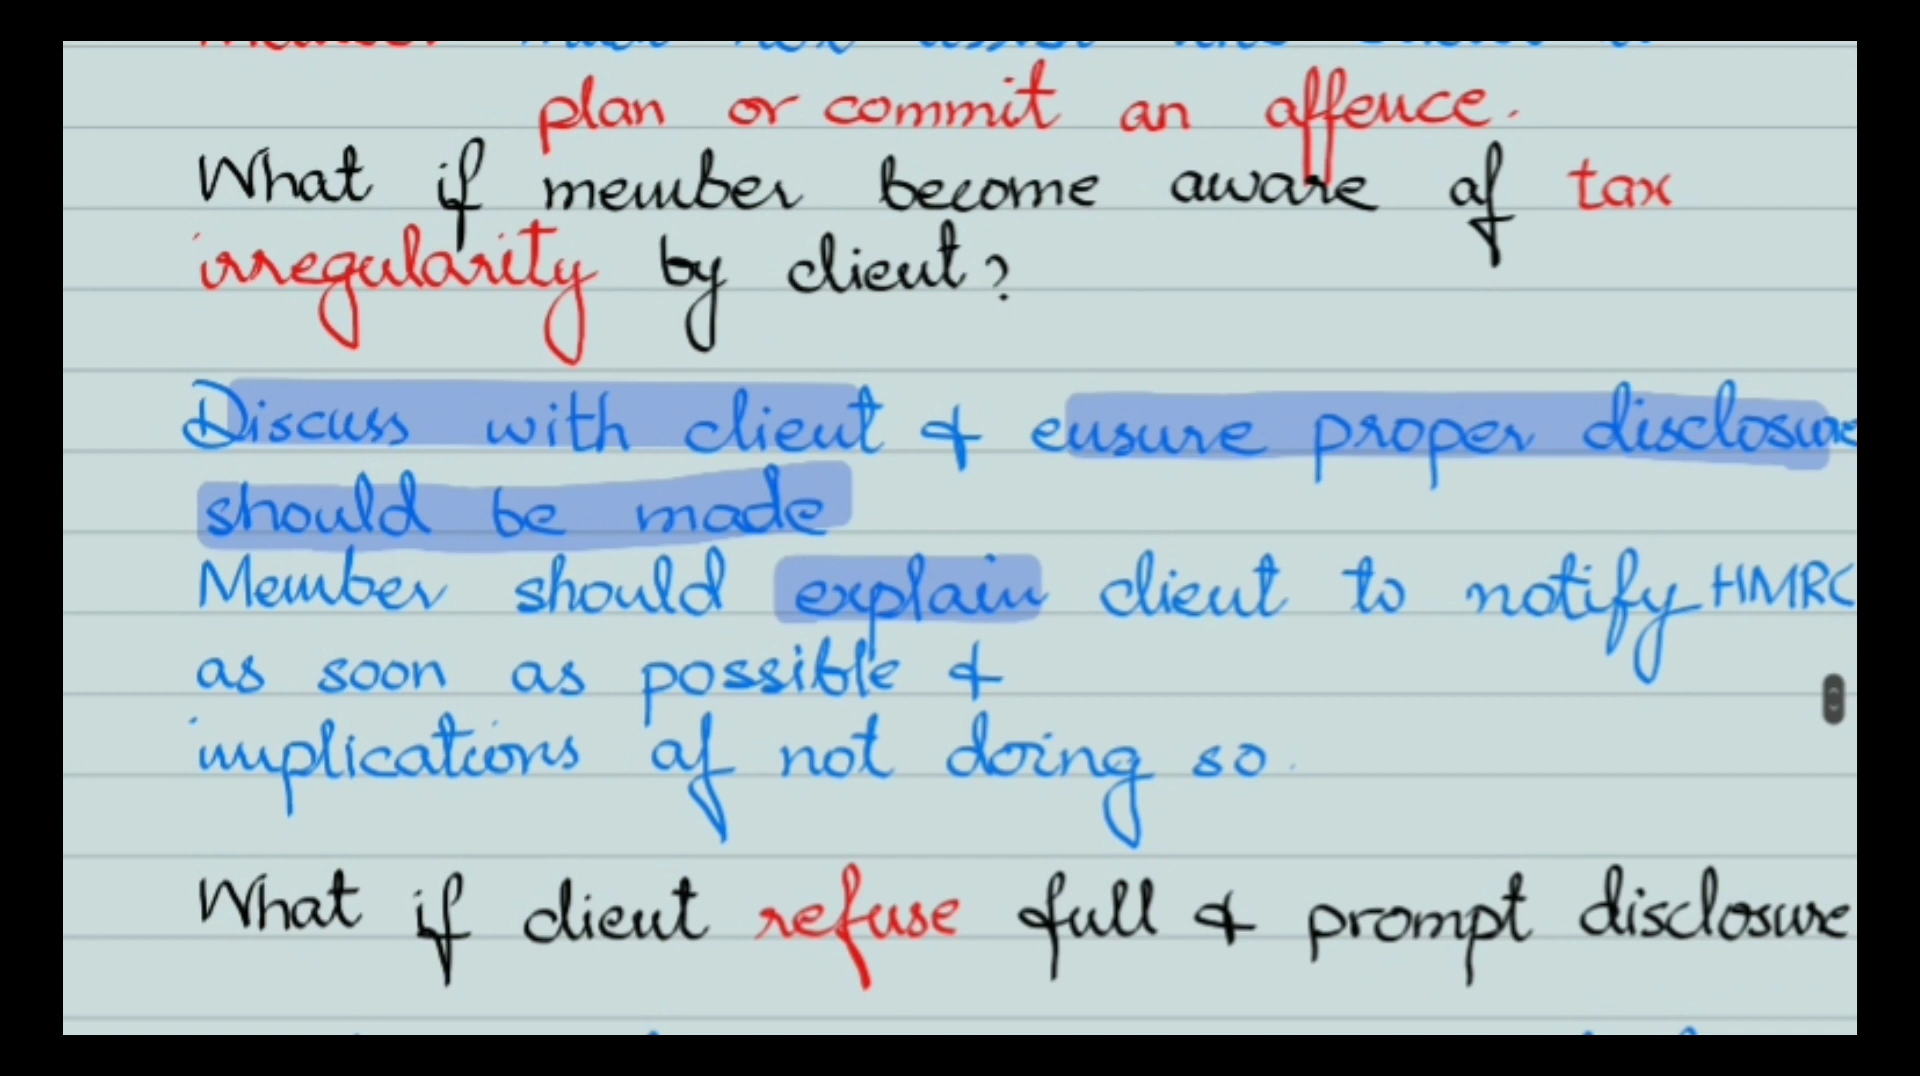 plan or commit an affence.
What if member become aware of tax
irregularity by client?
Discuss with client & ensure proper disclosure
should be made
Member should explain client to notify HMRC
as soon as possible &
implications of not doing so.
What if client refuse full & prompt disclosure